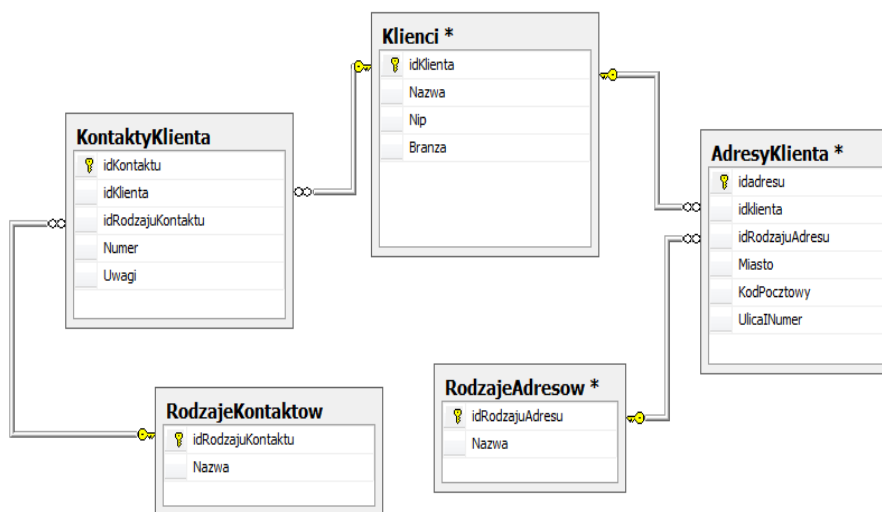 Klienci *
idKlienta
Nazwa
Nip
Branza
KontaktyKlienta
idKontaktu
idKlienta
idRodzajuKontaktu
Numer
Uwagi
AdresyKlienta *
idadresu
idklienta
idRodzajuAdresu
Miasto
KodPocztowy
UlicaINumer
RodzajeKontaktow
idRodzajuKontaktu
Nazwa
RodzajeAdresow *
idRodzajuAdresu
Nazwa